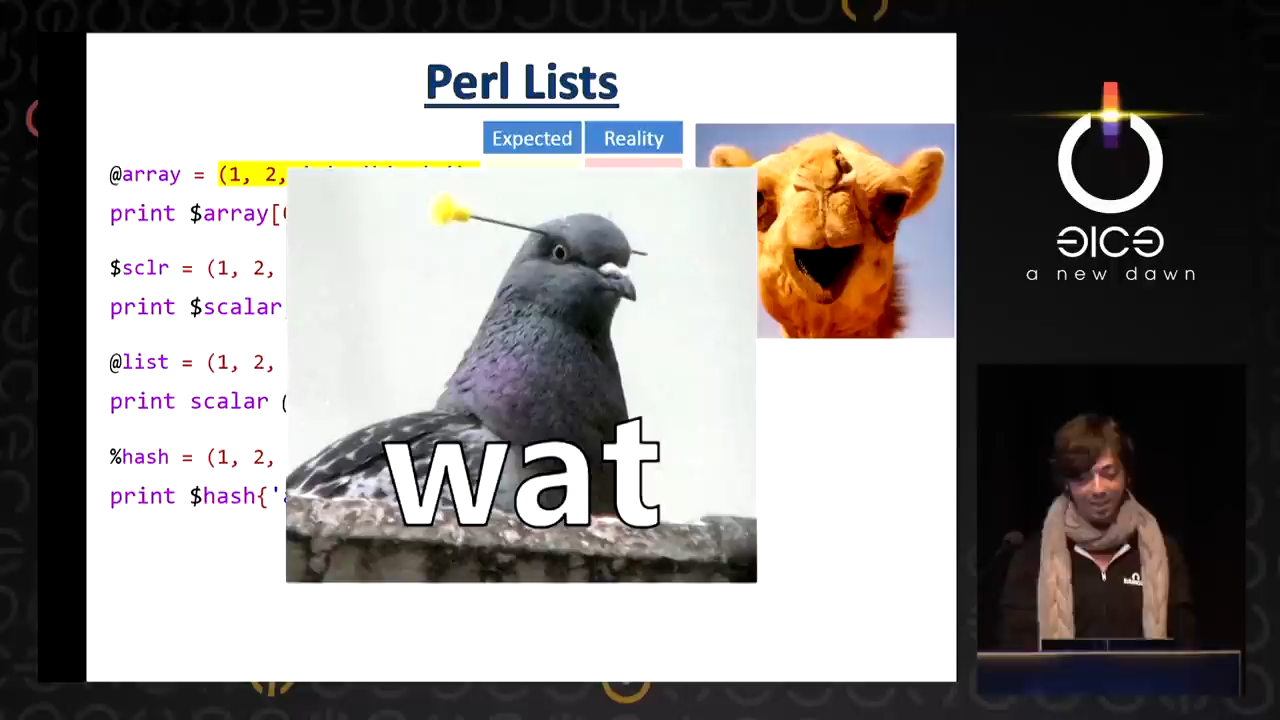 Perl Lists
Expected Reality
@array = (1, 2,
print $array[
$sclr = (1, 2,
print $scalar
@list = (1, 2,
print scalar (
%hash = (1, 2,
print $hash{'
wat
a new dawn